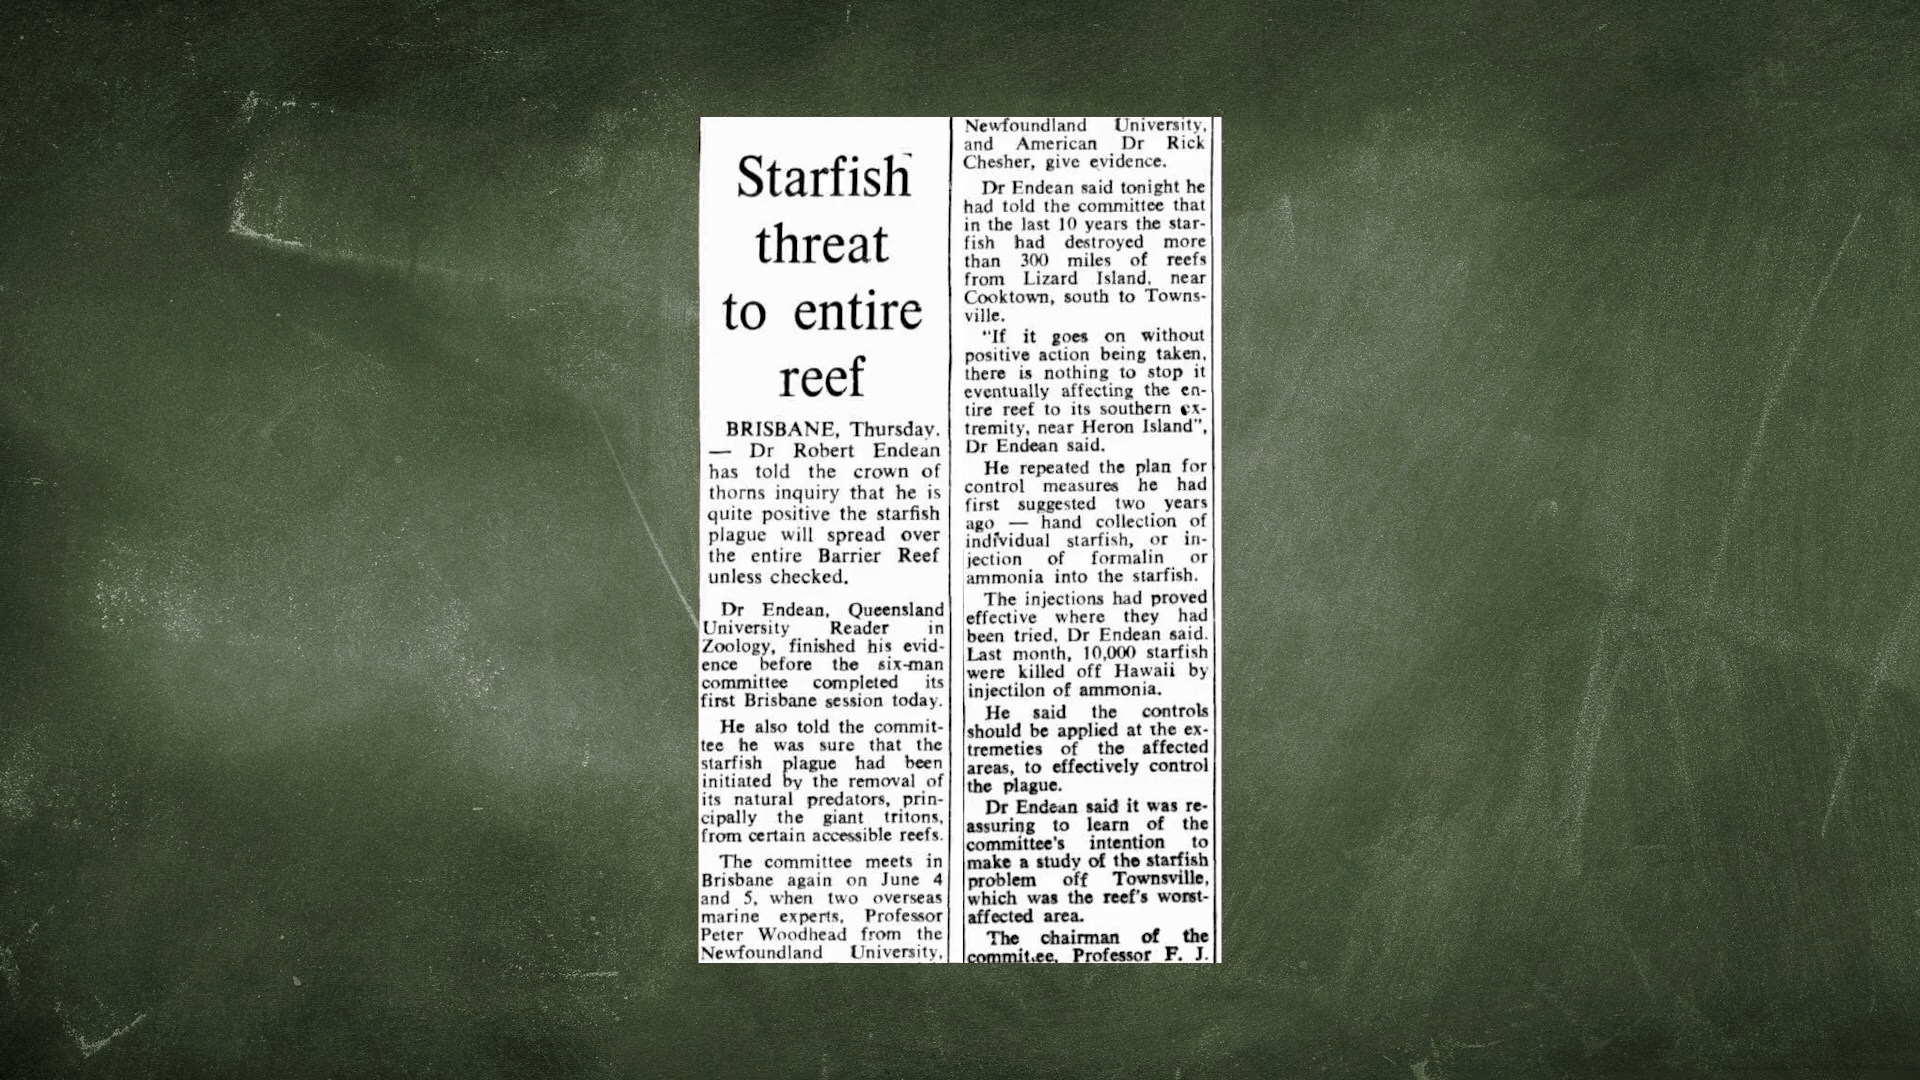 Starfish
threat
to entire
reef
BRISBANE, Thursday.
— Dr Robert Endean
has told the crown of
thorns inquiry that he is
quite positive the starfish
plague will spread over
the entire Barrier Reef
unless checked.
Dr Endean, Queensland
University Reader in
Zoology, finished his evid-
ence before the six-man
committee completed its
first Brisbane session today.
He also told the commit-
tee he was sure that the
starfish plague had been
initiated by the removal of
its natural predators, prin-
cipally the giant tritons,
from certain accessible reefs.
The committee meets in
Brisbane again on June 4
and 5, when two overseas
marine experts, Professor
Peter Woodhead from the
Newfoundland University,
Newfoundland University,
and American Dr Rick
Chesher, give evidence.
Dr Endean said tonight he
had told the committee that
in the last 10 years the star-
fish had destroyed more
than 300 miles of reefs
from Lizard Island, near
Cooktown, south to Towns-
ville.
"If it goes on without
positive action being taken,
there is nothing to stop it
eventually affecting the en-
tire reef to its southern ex-
tremity, near Heron Island",
Dr Endean said.
He repeated the plan for
control measures he had
first suggested two years
ago — hand collection of
individual starfish, or in-
jection of formalin or
ammonia into the starfish.
The injections had proved
effective where they had
been tried, Dr Endean said.
Last month, 10,000 starfish
were killed off Hawaii by
injectilon of ammonia.
He said the controls
should be applied at the ex-
tremeties of the affected
areas, to effectively control
the plague.
Dr Endean said it was re-
assuring to learn of the
committee's intention to
make a study of the starfish
problem off Townsville,
which was the reef's worst-
affected area.
The chairman of the
committee, Professor F. J.